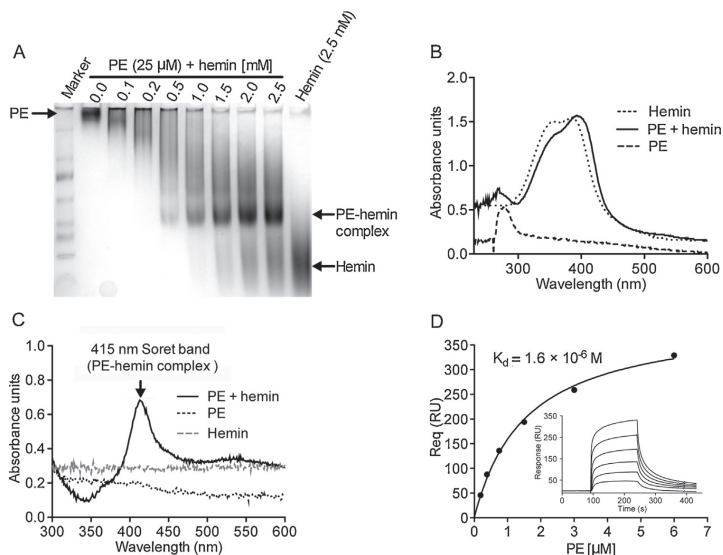 A
PE (25 µM) + hemin [mM]
Marker
0.0
0.1
0.2
0.5
1.0
1.5
2.0
2.5
Hemin (2.5 mM)
PE
PE-hemin
complex
Hemin
B
Absorbance units
2.0
1.5
1.0
0.5
0.0
300
400
500
600
Wavelength (nm)
Hemin
PE + hemin
PE
C
415 nm Soret band
(PE-hemin complex )
Absorbance units
1.0
0.8
0.6
0.4
0.2
0.0
300
350
400
450
500
550
600
Wavelength (nm)
PE + hemin
PE
Hemin
D
Kd = 1.6 × 10-6 M
Req (RU)
350
300
250
200
150
100
50
0
0
1
2
3
4
5
6
7
PE [µM]
Response (RU)
350
250
150
50
0
100
200
300
400
Time (s)